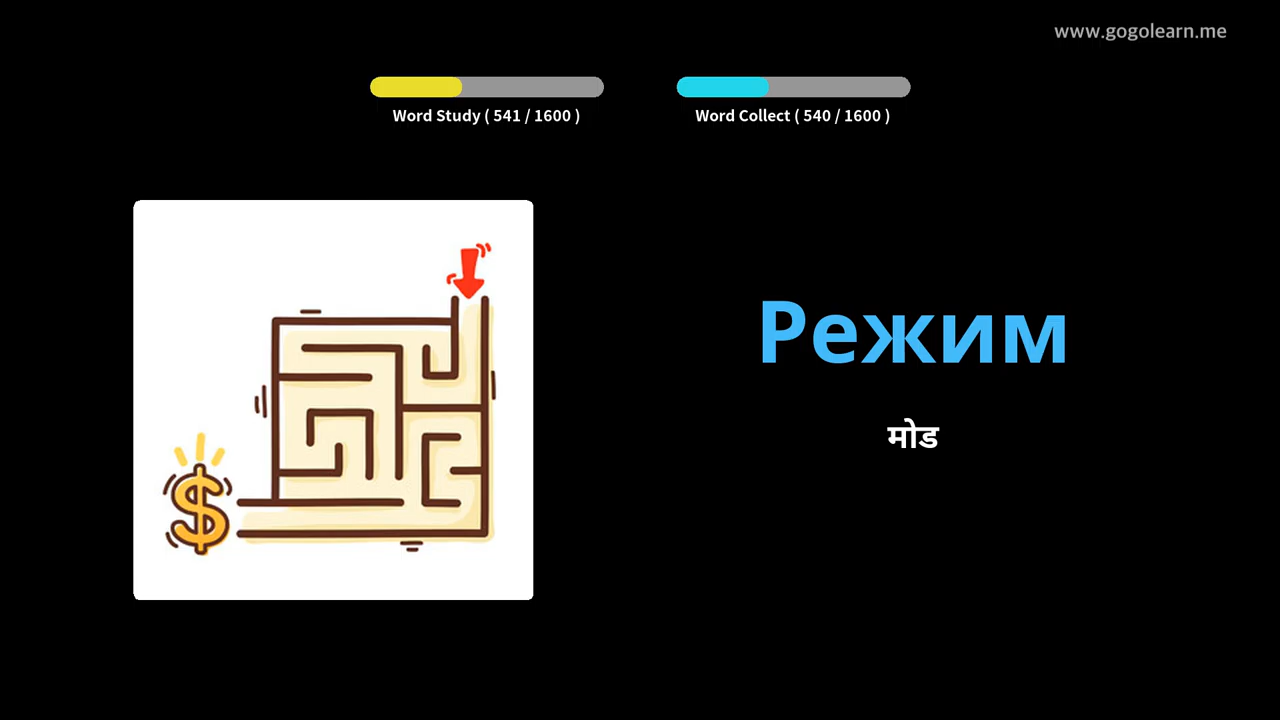 www.gogolearn.me
Word Study ( 541 / 1600 )
Word Collect ( 540 / 1600 )
$
Режим
मोड